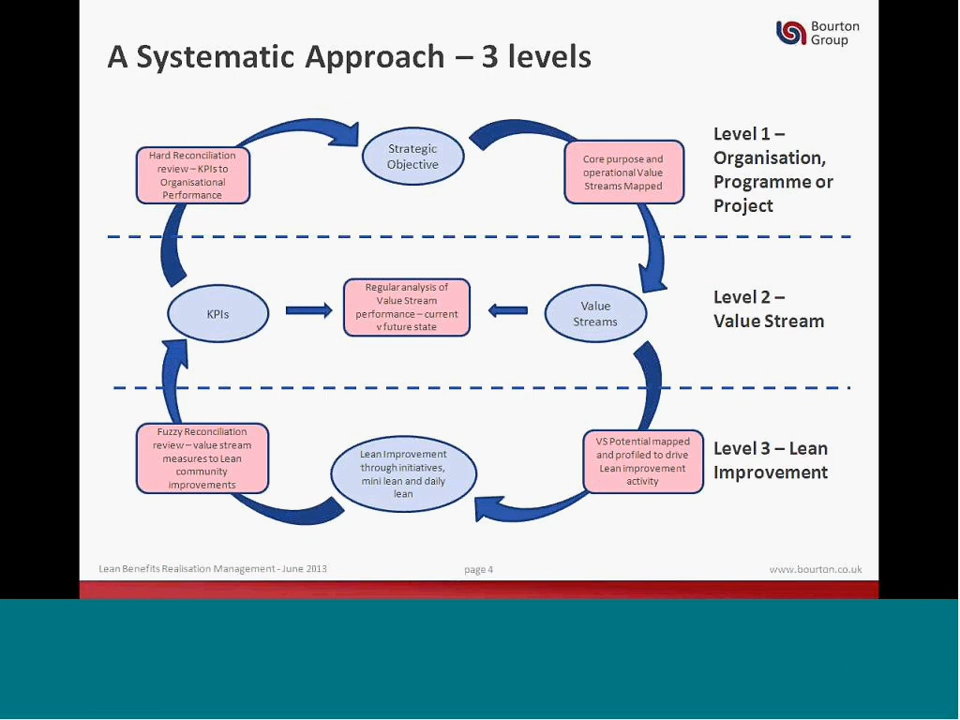 Bourton
Group
A Systematic Approach – 3 levels
Hard Reconciliation
review – KPIs to
Organisational
Performance
Strategic
Objective
Core purpose and
operational Value
Streams Mapped
Level 1 –
Organisation,
Programme or
Project
KPIs
Regular analysis of
Value Stream
performance – current
v future state
Value
Streams
Level 2 –
Value Stream
Fuzzy Reconciliation
review – value stream
measures to Lean
community
improvements
Lean Improvement
through initiatives,
mini lean and daily
lean
VS Potential mapped
and profiled to drive
Lean improvement
activity
Level 3 – Lean
Improvement
Lean Benefits Realisation Management - June 2013
page 4
www.bourton.co.uk